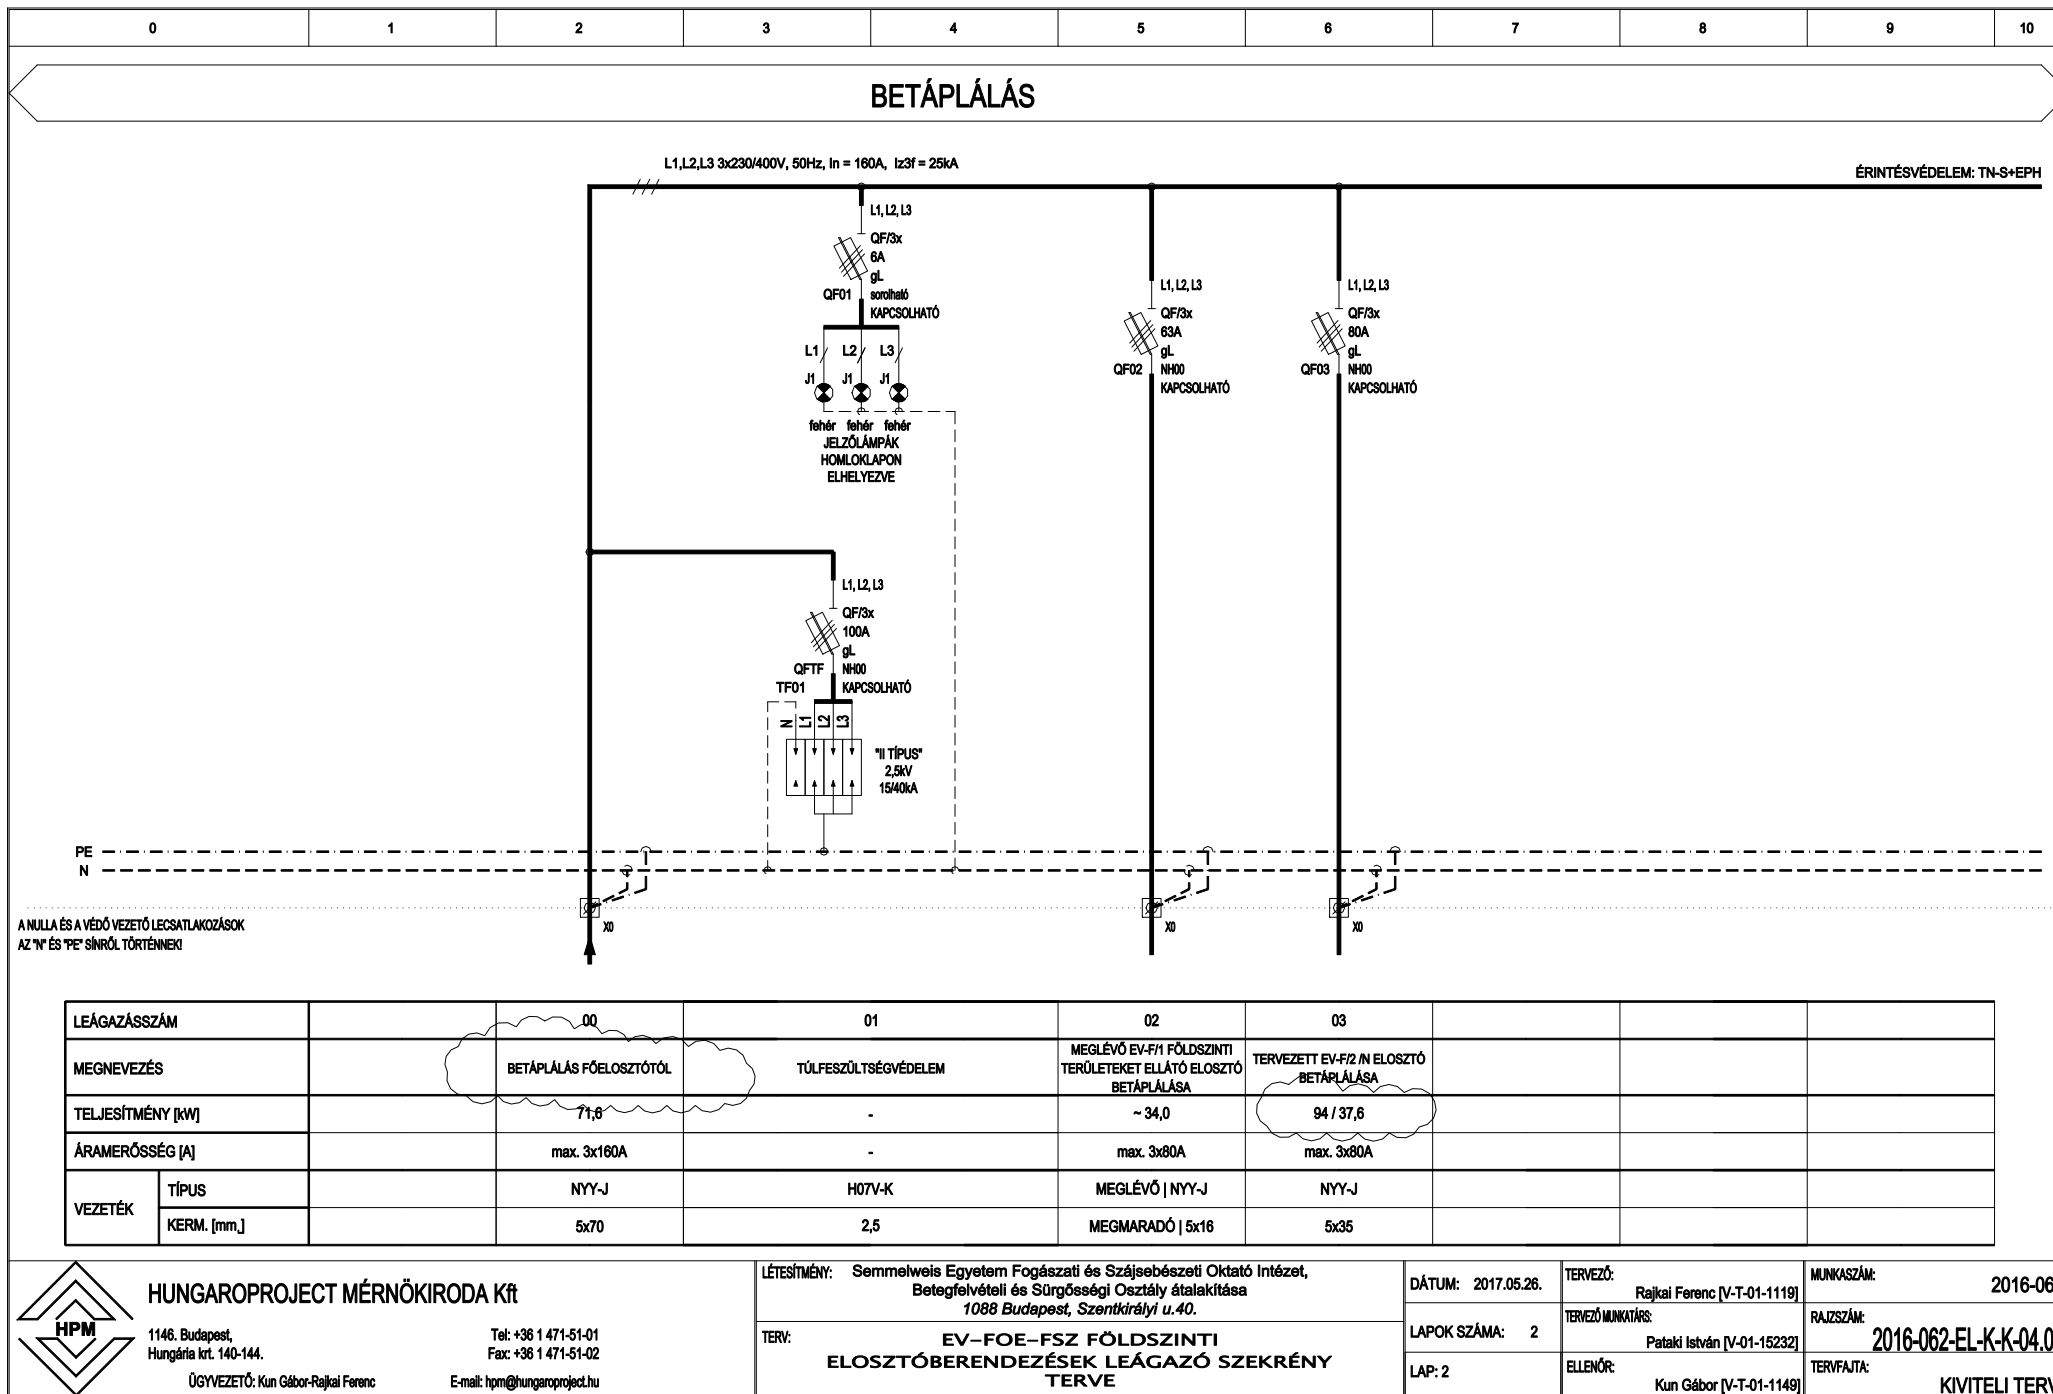 0 1 2 3 4 5 6 7 8 9 10
BETÁPLÁLÁS
L1,L2,L3 3x230/400V, 50Hz, In = 160A, Iz3f = 25kA
ÉRINTÉSVÉDELEM: TN-S+EPH
L1, L2, L3
QF/3x
6A
gL
QF01 sorolható
KAPCSOLHATÓ
L1 L2 L3
J1 J1 J1
fehér fehér fehér
JELZŐLÁMPÁK
HOMLOKLAPON
ELHELYEZVE
L1, L2, L3
QF/3x
63A
gL
QF02 NH00
KAPCSOLHATÓ
L1, L2, L3
QF/3x
80A
gL
QF03 NH00
KAPCSOLHATÓ
L1, L2, L3
QF/3x
100A
gL
QFTF NH00
TF01 KAPCSOLHATÓ
N L1 L2 L3
"II TÍPUS"
2,5kV
15/40kA
PE
N
X0 X0 X0
A NULLA ÉS A VÉDŐ VEZETŐ LECSATLAKOZÁSOK
AZ "N" ÉS "PE" SÍNRŐL TÖRTÉNNEK!
LEÁGAZÁSSZÁM 00 01 02 03
MEGNEVEZÉS BETÁPLÁLÁS FŐELOSZTÓTÓL TÚLFESZÜLTSÉGVÉDELEM
MEGLÉVŐ EV-F/1 FÖLDSZINTI
TERÜLETEKET ELLÁTÓ ELOSZTÓ
BETÁPLÁLÁSA
TERVEZETT EV-F/2 /N ELOSZTÓ
BETÁPLÁLÁSA
TELJESÍTMÉNY [kW] 71,6 - ~ 34,0 94 / 37,6
ÁRAMERŐSSÉG [A] max. 3x160A - max. 3x80A max. 3x80A
VEZETÉK
TÍPUS NYY-J H07V-K MEGLÉVŐ | NYY-J NYY-J
KERM. [mm²] 5x70 2,5 MEGMARADÓ | 5x16 5x35
HPM
HUNGAROPROJECT MÉRNÖKIRODA Kft
1146. Budapest, Tel: +36 1 471-51-01
Hungária krt. 140-144. Fax: +36 1 471-51-02
ÜGYVEZETŐ: Kun Gábor-Rajkai Ferenc E-mail: hpm@hungaroproject.hu
LÉTESÍTMÉNY: Semmelweis Egyetem Fogászati és Szájsebészeti Oktató Intézet,
Betegfelvételi és Sürgősségi Osztály átalakítása
1088 Budapest, Szentkirályi u.40.
TERV: EV-FOE-FSZ FÖLDSZINTI
ELOSZTÓBERENDEZÉSEK LEÁGAZÓ SZEKRÉNY
TERVE
DÁTUM: 2017.05.26.
LAPOK SZÁMA: 2
LAP: 2
TERVEZŐ:
Rajkai Ferenc [V-T-01-1119]
TERVEZŐ MUNKATÁRS:
Pataki István [V-01-15232]
ELLENŐR:
Kun Gábor [V-T-01-1149]
MUNKASZÁM:
2016-06
RAJZSZÁM:
2016-062-EL-K-K-04.0
TERVFAJTA:
KIVITELI TERV